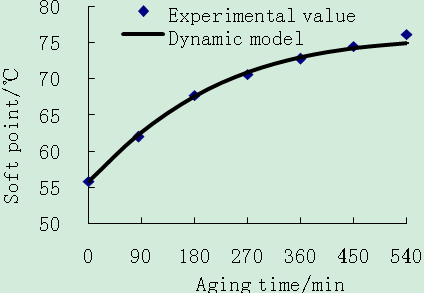 80
75
70
65
60
55
50
Soft point/℃
Experimental value
Dynamic model
0 90 180 270 360 450 540
Aging time/min